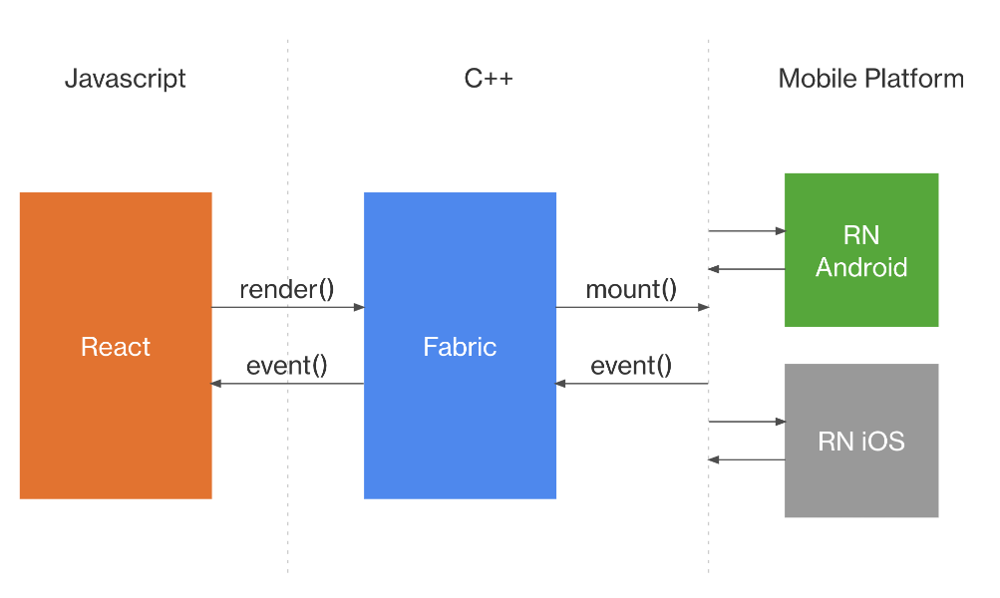 Javascript
C++
Mobile Platform
React
render()
event()
Fabric
mount()
event()
RN
Android
RN iOS